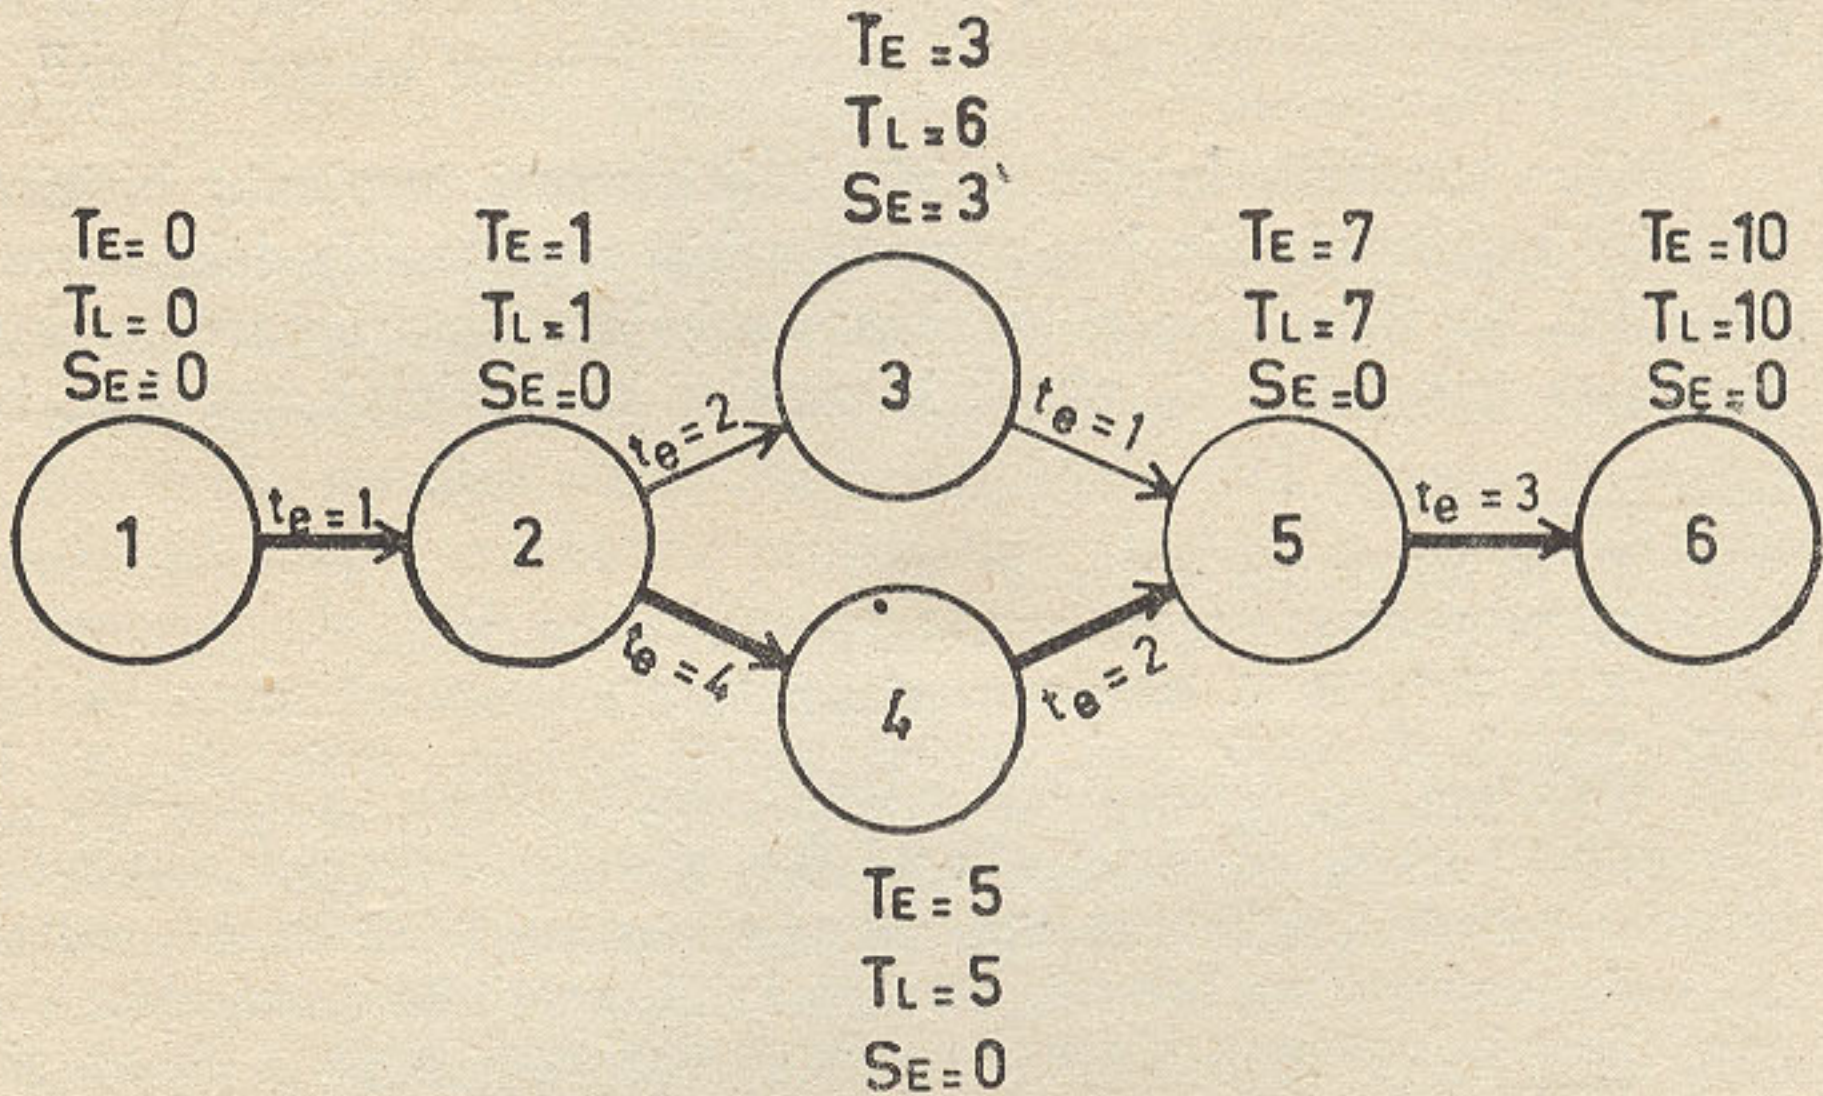 TE = 3
TL = 6
SE = 3
TE = 0
TL = 0
SE = 0
TE = 1
TL = 1
SE = 0
TE = 7
TL = 7
SE = 0
TE = 10
TL = 10
SE = 0
1
te = 1
2
te = 2
3
te = 1
te = 4
4
te = 2
5
te = 3
6
TE = 5
TL = 5
SE = 0